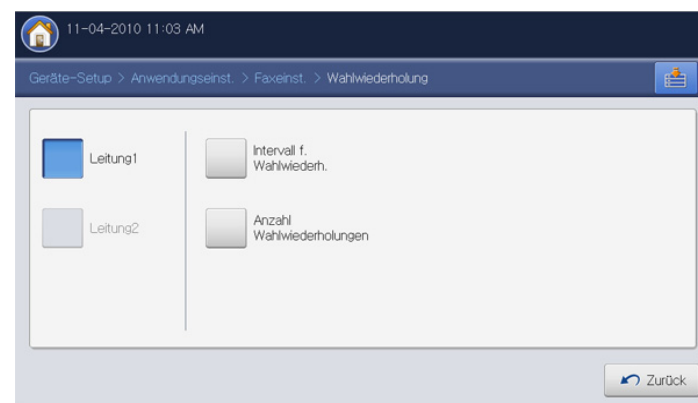 11-04-2010 11:03 AM
Geräte-Setup > Anwendungseinst. > Faxeinst. > Wahlwiederholung
Leitung1
Intervall f.
Wahlwiederh.
Leitung2
Anzahl
Wahlwiederholungen
Zurück